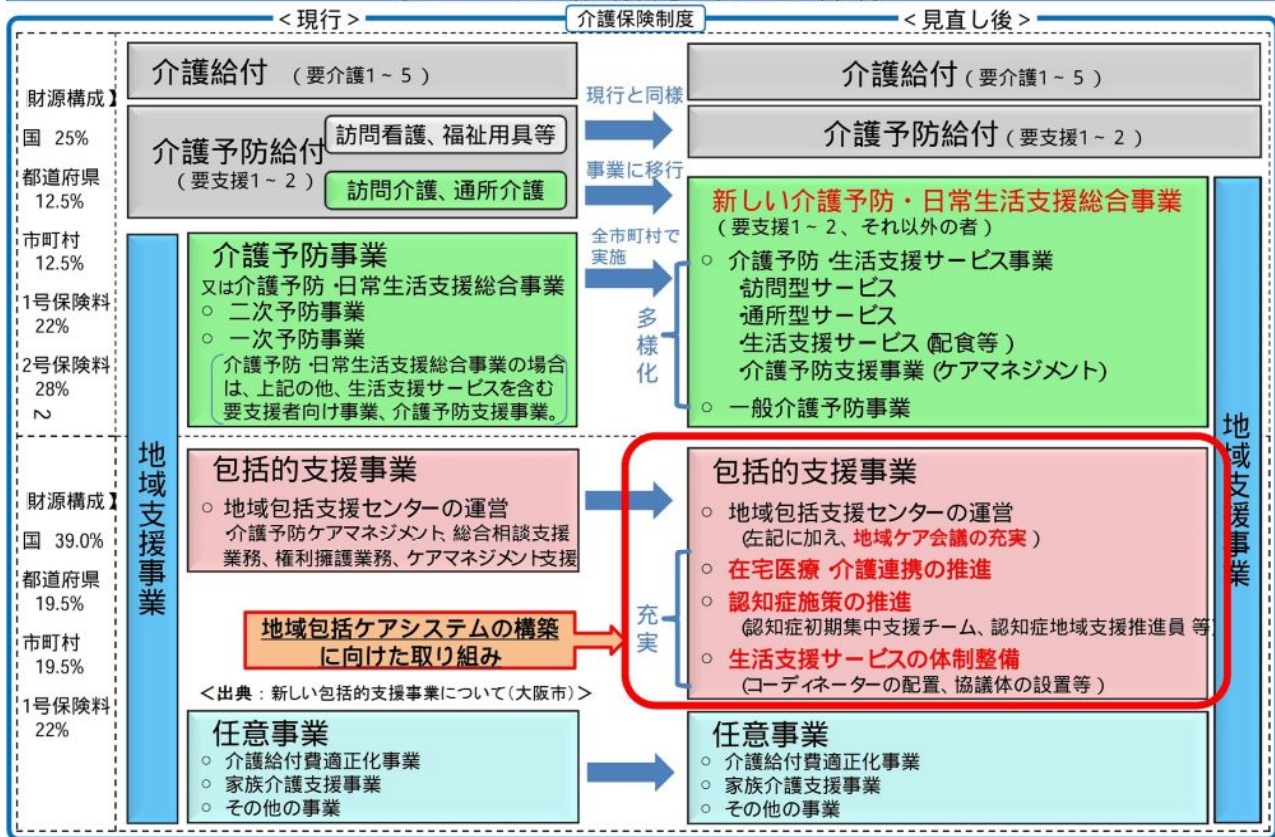 <現行>
介護保険制度
<見直し後>
財源構成】
国 25%
都道府県
12.5%
市町村
12.5%
1号保険料
22%
2号保険料
28%
2
財源構成】
国 39.0%
都道府県
19.5%
市町村
19.5%
1号保険料
22%
介護給付 (要介護1~5)
介護予防給付
(要支援1~2)
訪問看護、福祉用具等
訪問介護、通所介護
地域支援事業
介護予防事業
又は介護予防・日常生活支援総合事業
○ 二次予防事業
○ 一次予防事業
介護予防・日常生活支援総合事業の場合
は、上記の他、生活支援サービスを含む
要支援者向け事業、介護予防支援事業。
包括的支援事業
○ 地域包括支援センターの運営
・介護予防ケアマネジメント、総合相談支援
業務、権利擁護業務、ケアマネジメント支援
地域包括ケアシステムの構築
に向けた取り組み
<出典:新しい包括的支援事業について(大阪市)>
任意事業
○ 介護給付費適正化事業
○ 家族介護支援事業
○ その他の事業
現行と同様
事業に移行
全市町村で
実施
多様化
充実
介護給付(要介護1~5)
介護予防給付(要支援1~2)
新しい介護予防・日常生活支援総合事業
(要支援1~2、それ以外の者)
○ 介護予防・生活支援サービス事業
・訪問型サービス
・通所型サービス
・生活支援サービス(配食等)
・介護予防支援事業(ケアマネジメント)
○ 一般介護予防事業
包括的支援事業
○ 地域包括支援センターの運営
(左記に加え、地域ケア会議の充実)
○ 在宅医療・介護連携の推進
○ 認知症施策の推進
(認知症初期集中支援チーム、認知症地域支援推進員 等)
○ 生活支援サービスの体制整備
(コーディネーターの配置、協議体の設置等)
任意事業
○ 介護給付費適正化事業
○ 家族介護支援事業
○ その他の事業
地域支援事業